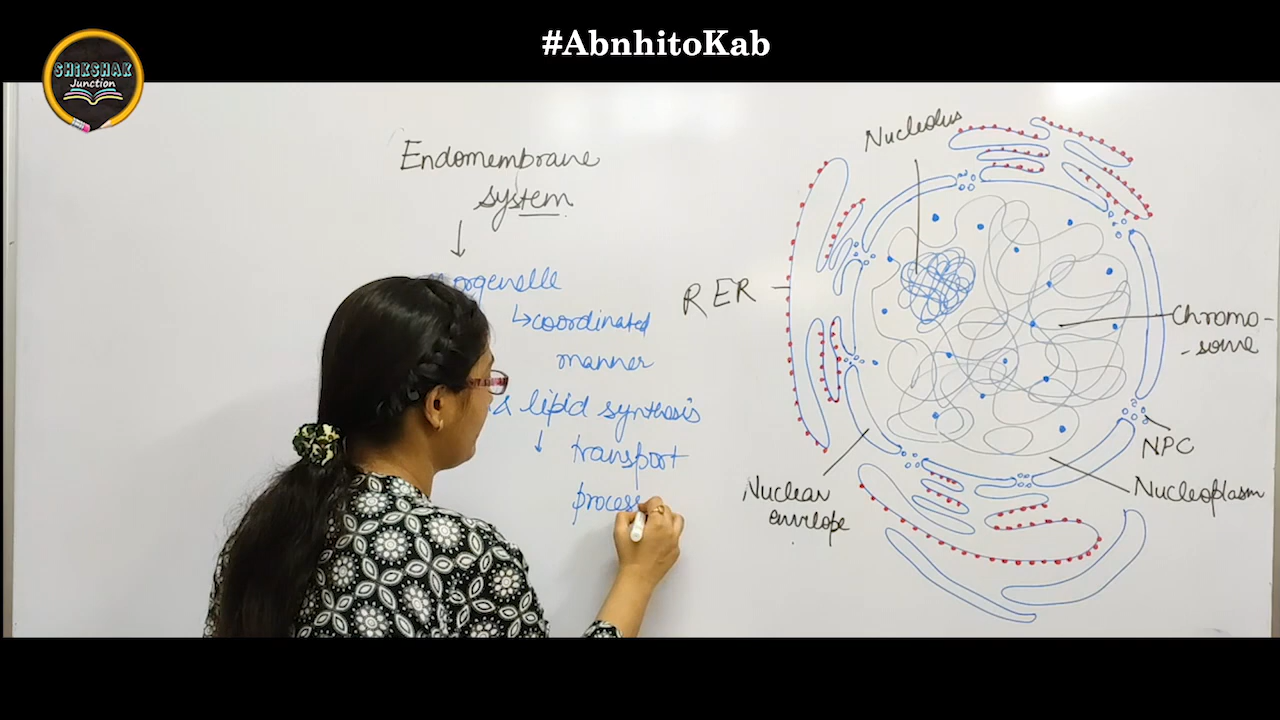 #AbnhitoKab
SHIKSHAK
Junction
Endomembrane
system
organelle
↳coordinated
manner
& lipid synthesis
transport
process
Nucleolus
RER
Chromo-
-some
NPC
Nucleoplasm
Nuclear
envelope